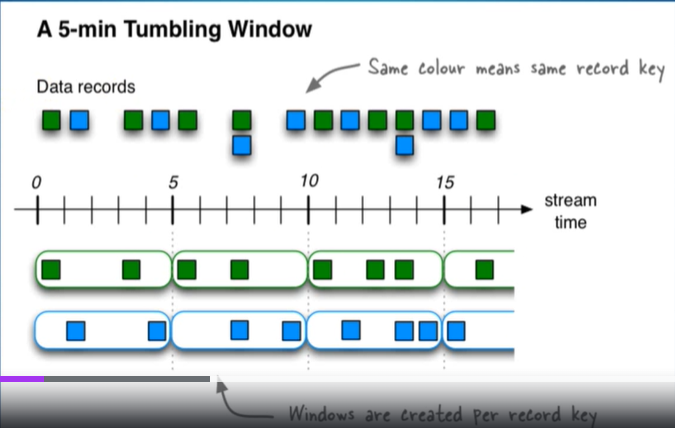 A 5-min Tumbling Window
Same colour means same record key
Data records
0 5 10 15
stream
time
Windows are created per record key